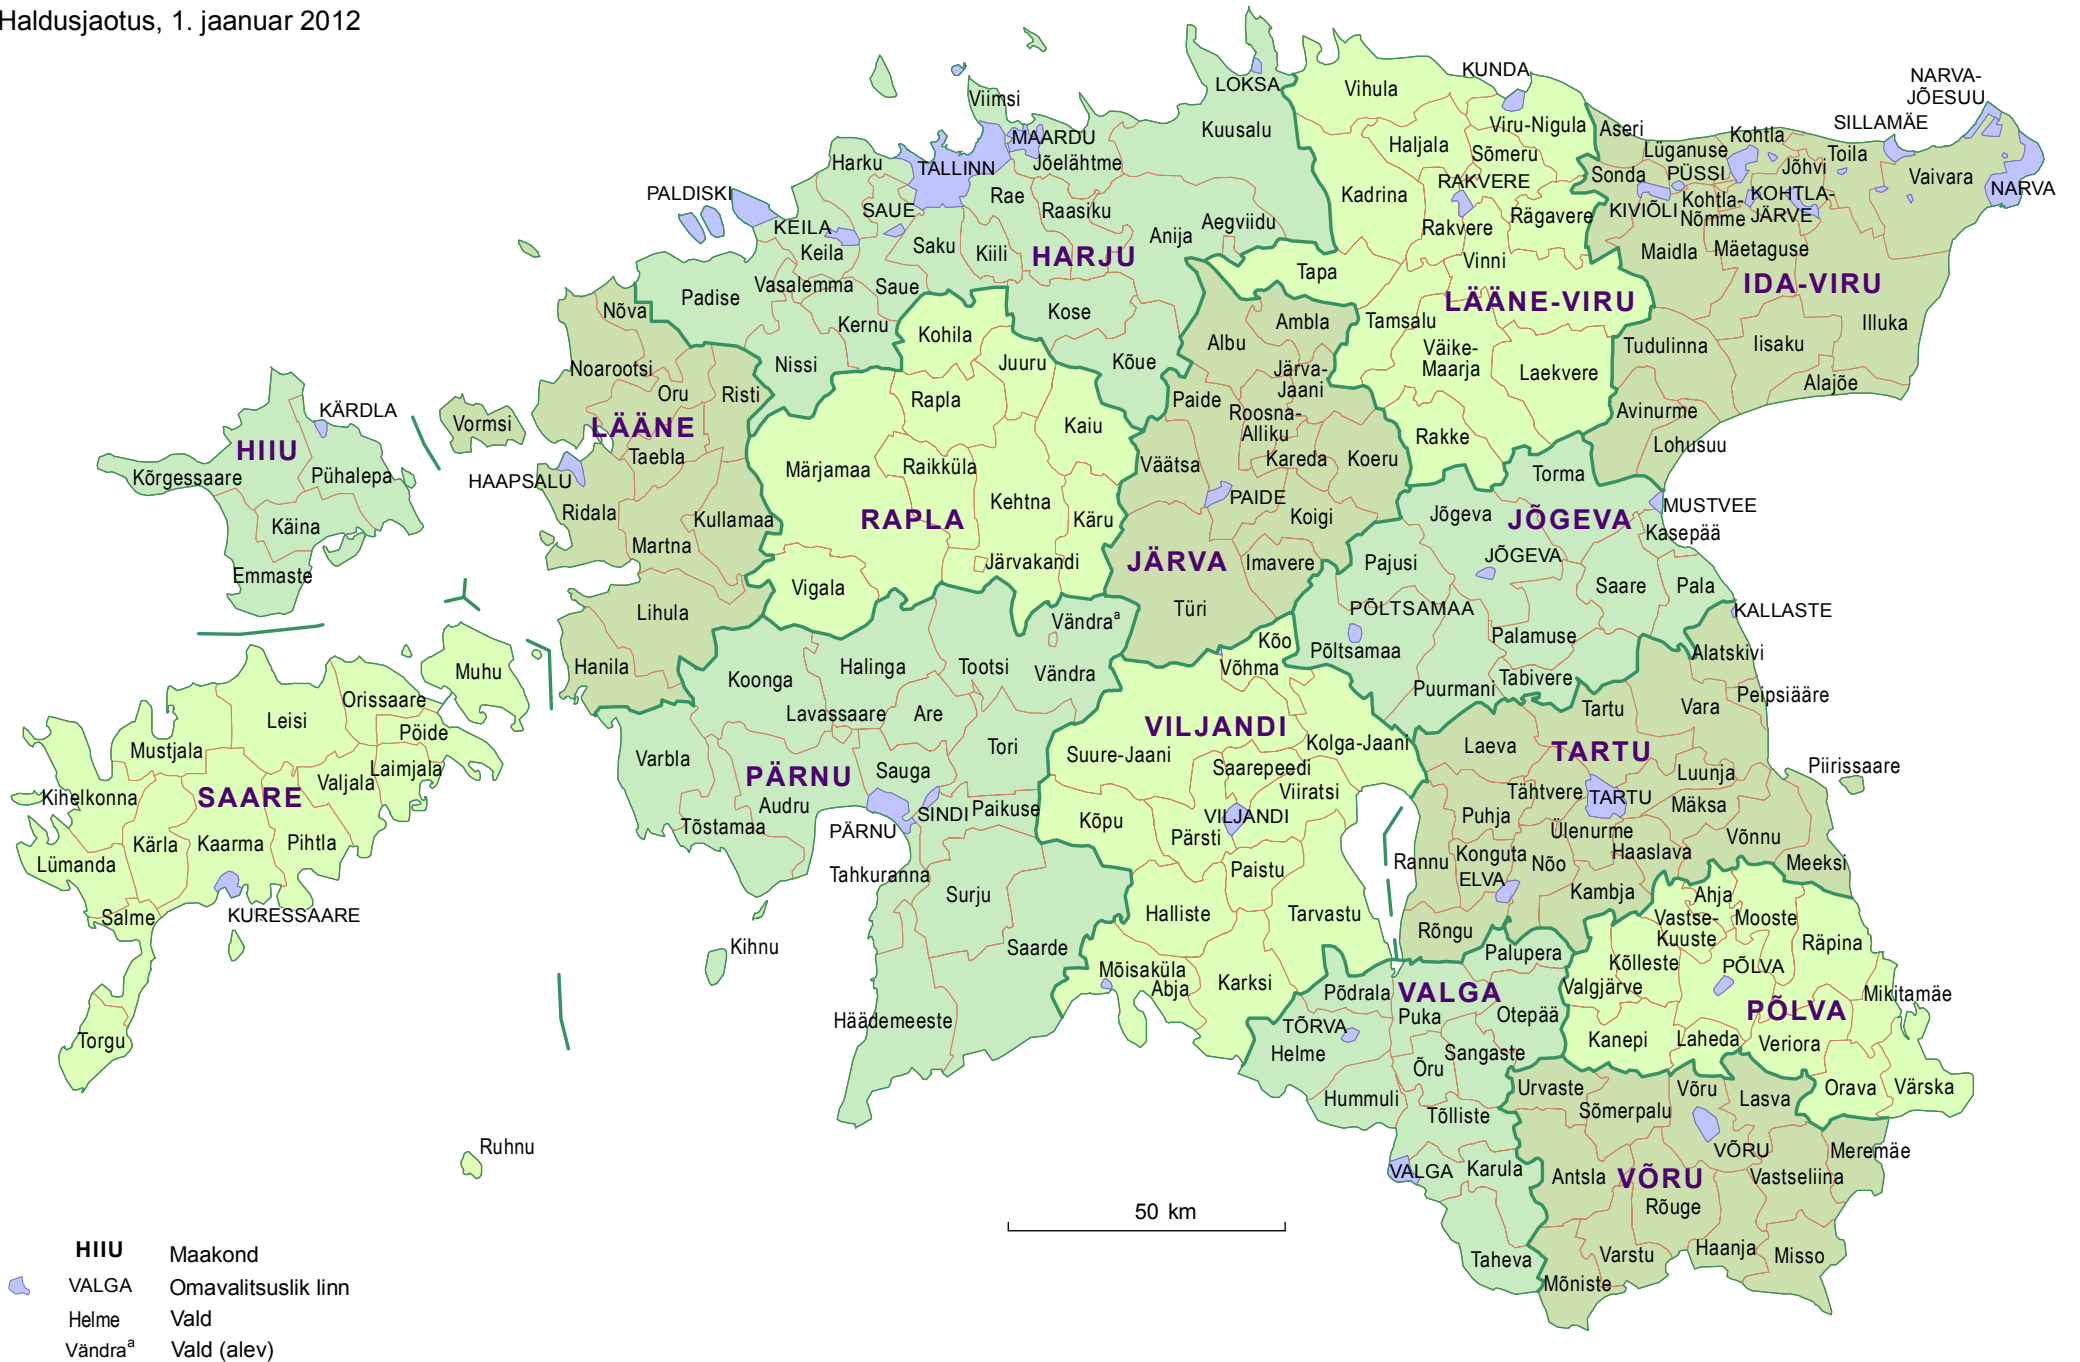 Haldusjaotus, 1. jaanuar 2012
LOKSA
Viimsi
MAARDU
Kuusalu
Harku
TALLINN
Jõelähtme
PALDISKI
SAUE
Rae
Raasiku
KEILA
Keila
Saku
Kiili
HARJU
Anija
Aegviidu
Padise
Vasalemma
Saue
Kernu
Kose
Nissi
Kõue
Vihula
KUNDA
Viru-Nigula
Haljala
Sõmeru
RAKVERE
Kadrina
Rakvere
Rägavere
Tapa
Vinni
LÄÄNE-VIRU
Tamsalu
Väike-
Maarja
Laekvere
Rakke
NARVA-
JÕESUU
SILLAMÄE
Aseri
Kohtla
Lüganuse
Toila
Sonda
PÜSSI
Jõhvi
Vaivara
NARVA
KIVIÕLI
Kohtla-
Nõmme
KOHTLA-
JÄRVE
Maidla
Mäetaguse
IDA-VIRU
Illuka
Tudulinna
Iisaku
Alajõe
Avinurme
Lohusuu
Nõva
Noarootsi
Oru
Risti
Vormsi
LÄÄNE
Taebla
HAAPSALU
Ridala
Kullamaa
Martna
Lihula
Hanila
KÄRDLA
HIIU
Kõrgessaare
Pühalepa
Käina
Emmaste
Kohila
Juuru
Rapla
Kaiu
Märjamaa
Raikküla
RAPLA
Kehtna
Käru
Järvakandi
Vigala
Ambla
Albu
Järva-
Jaani
Paide
Roosna-
Alliku
Väätsa
Kareda
Koeru
PAIDE
Koigi
JÄRVA
Imavere
Türi
Torma
Jõgeva
JÕGEVA
MUSTVEE
Kasepää
Pajusi
JÕGEVA
Saare
Pala
PÕLTSAMAA
Põltsamaa
Palamuse
Puurmani
Tabivere
Muhu
Orissaare
Leisi
Pöide
Mustjala
Laimjala
Valjala
Kihelkonna
SAARE
Kärla
Kaarma
Pihtla
Lümanda
Salme
KURESSAARE
Torgu
Ruhnu
Vändraª
Koonga
Halinga
Tootsi
Vändra
Lavassaare
Are
Varbla
PÄRNU
Tori
Sauga
Audru
SINDI
Paikuse
Tõstamaa
PÄRNU
Tahkuranna
Surju
Kihnu
Saarde
Häädemeeste
Kõo
Võhma
VILJANDI
Kolga-Jaani
Suure-Jaani
Saarepeedi
Viiratsi
Kõpu
VILJANDI
Pärsti
Paistu
Halliste
Tarvastu
Mõisaküla
Abja
Karksi
KALLASTE
Alatskivi
Peipsiääre
Tartu
Vara
Laeva
TARTU
Luunja
Piirissaare
Tähtvere
TARTU
Mäksa
Puhja
Ülenurme
Võnnu
Rannu
Konguta
Nõo
Haaslava
Meeksi
ELVA
Kambja
Rõngu
Palupera
Põdrala
VALGA
Puka
Otepää
TÕRVA
Helme
Sangaste
Õru
Hummuli
Tõlliste
VALGA
Karula
Taheva
Ahja
Vastse-
Kuuste
Mooste
Räpina
Kõlleste
PÕLVA
Valgjärve
PÕLVA
Mikitamäe
Kanepi
Laheda
Veriora
Orava
Värska
Urvaste
Võru
Lasva
Sõmerpalu
VÕRU
Meremäe
Antsla
VÕRU
Vastseliina
Rõuge
Varstu
Haanja
Misso
Mõniste
50 km
HIIU Maakond
VALGA Omavalitsuslik linn
Helme Vald
Vändraª Vald (alev)